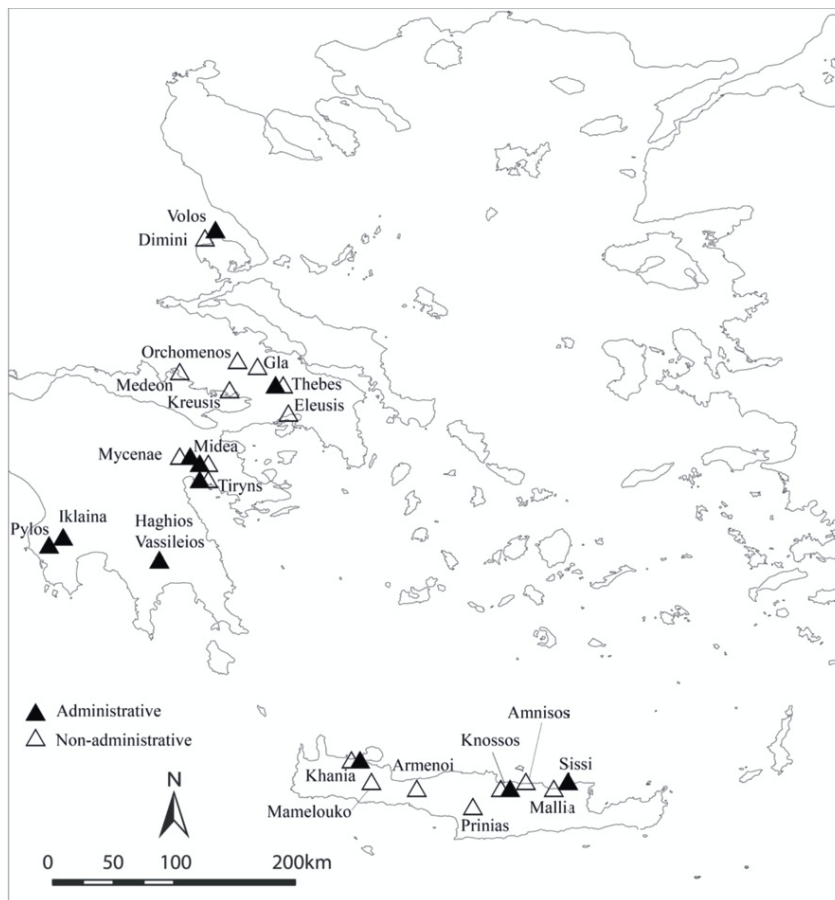 Volos
Dimini
Orchomenos
Gla
Medeon
Thebes
Kreusis
Eleusis
Mycenae
Midea
Tiryns
Pylos
Iklaina
Haghios
Vassileios
Administrative
Non-administrative
Amnisos
Knossos
Sissi
Khania
Armenoi
Mamelouko
Mallia
Prinias
N
0 50 100 200km